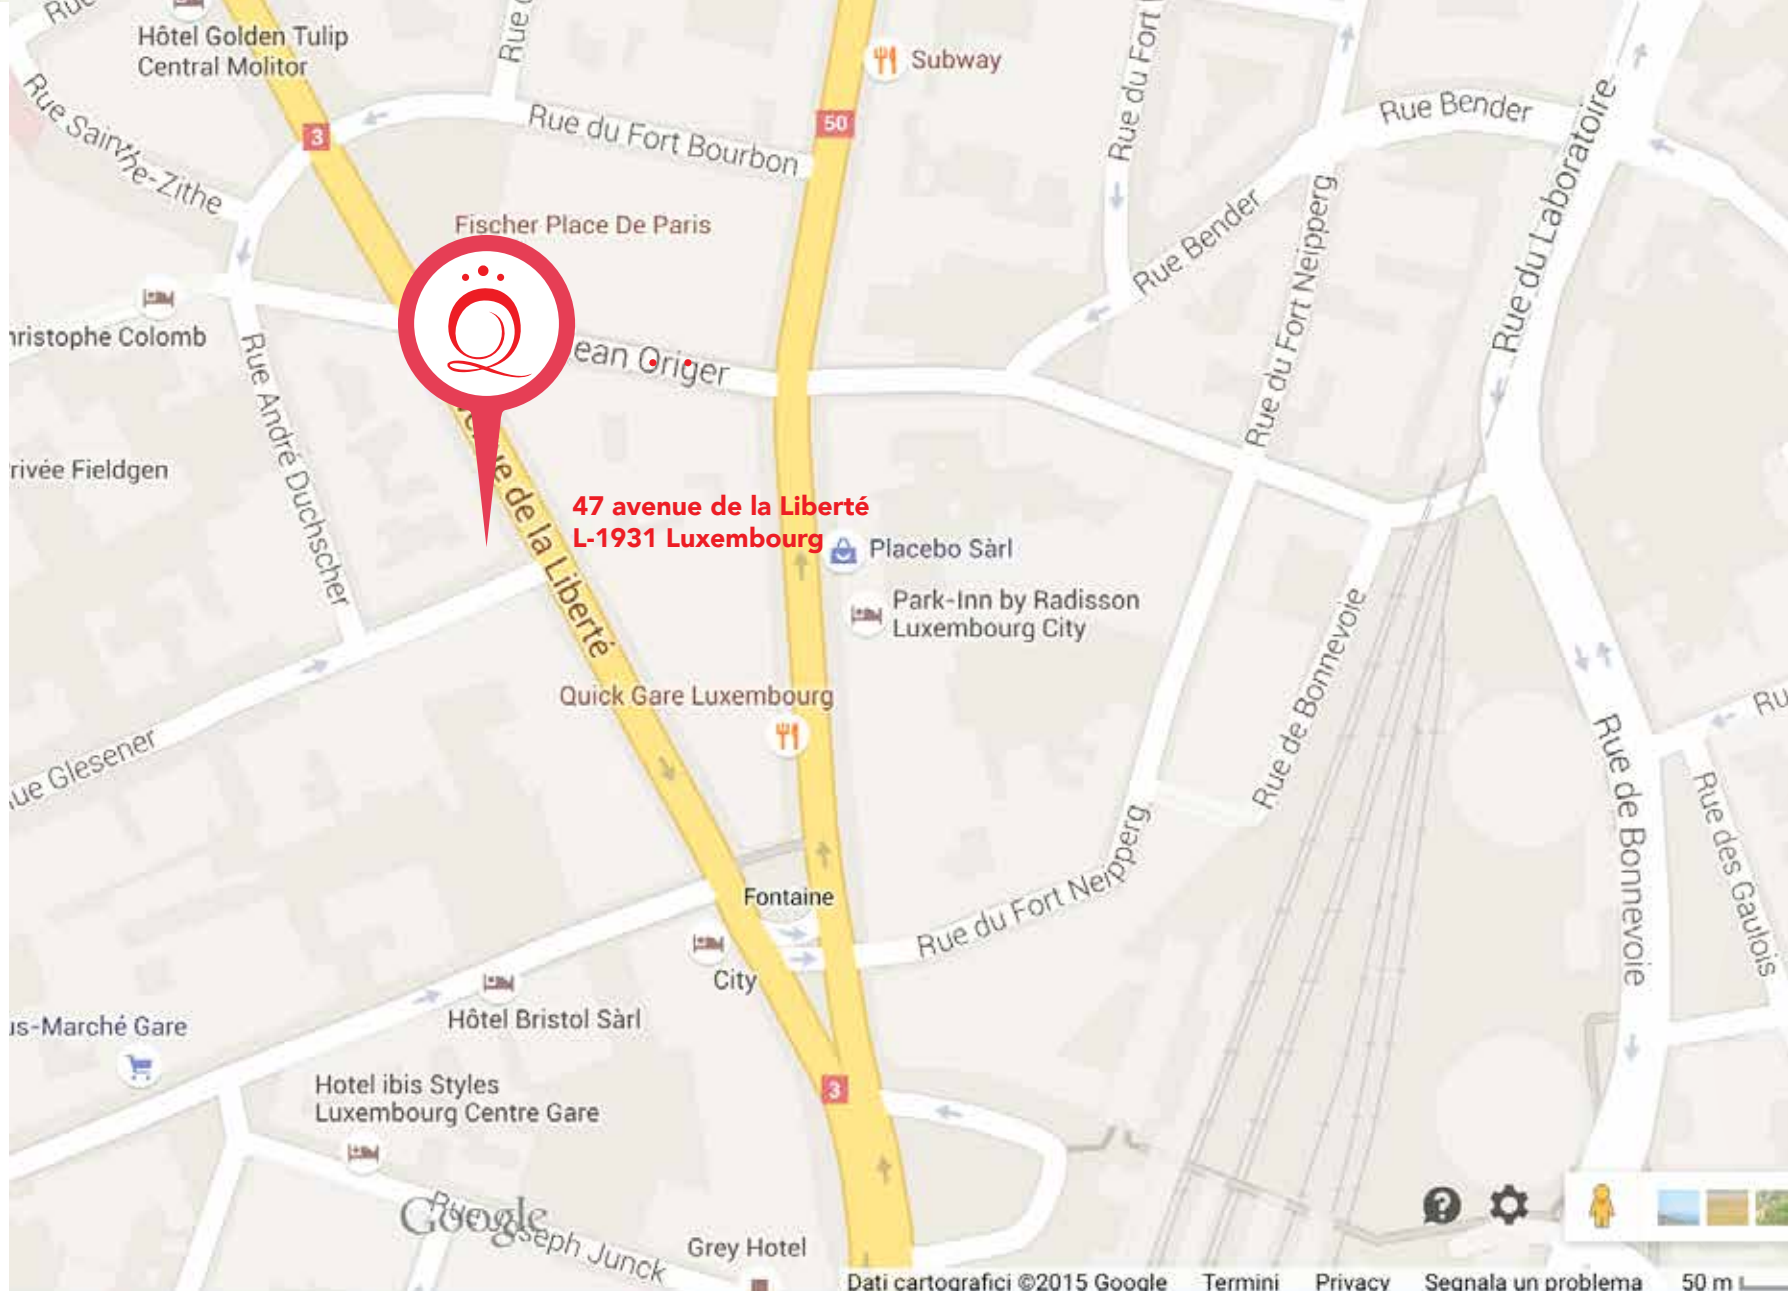 Hôtel Golden Tulip
Central Molitor
Subway
Rue du Fort
Rue Bender
3
50
Rue du Fort Bourbon
Rue du Laboratoire
Fischer Place De Paris
Rue Bender
Rue du Fort Neipperg
ristophe Colomb
ean Origer
Rue André Duchscher
rivée Fieldgen
de la Liberté
47 avenue de la Liberté
L-1931 Luxembourg
Placebo Sàrl
Park-Inn by Radisson
Luxembourg City
Rue de Bonnevoie
Quick Gare Luxembourg
ue Glesener
Rue de Bonnevoie
Rue des Gaulois
Fontaine
Rue du Fort Neipperg
City
Hôtel Bristol Sàrl
us-Marché Gare
Hotel ibis Styles
Luxembourg Centre Gare
3
Google
seph Junck
Grey Hotel
Dati cartografici ©2015 Google Termini Privacy Segnala un problema 50 m